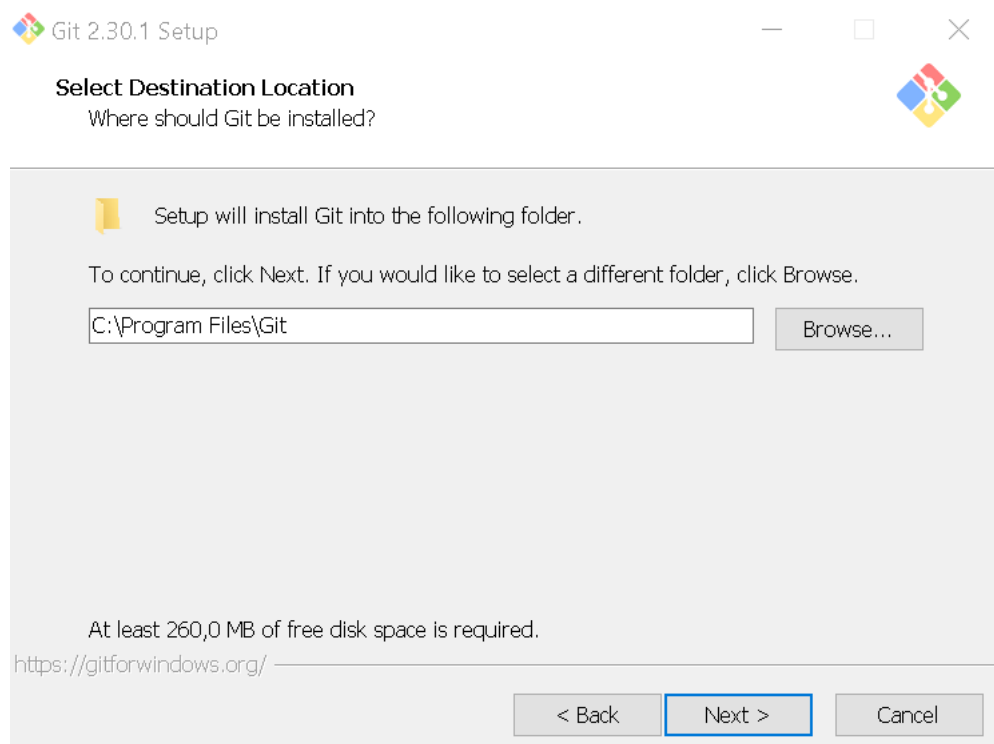 Git 2.30.1 Setup
Select Destination Location
Where should Git be installed?
Setup will install Git into the following folder.
To continue, click Next. If you would like to select a different folder, click Browse.
C:\Program Files\Git
Browse...
At least 260,0 MB of free disk space is required.
https://gitforwindows.org/
< Back
Next >
Cancel